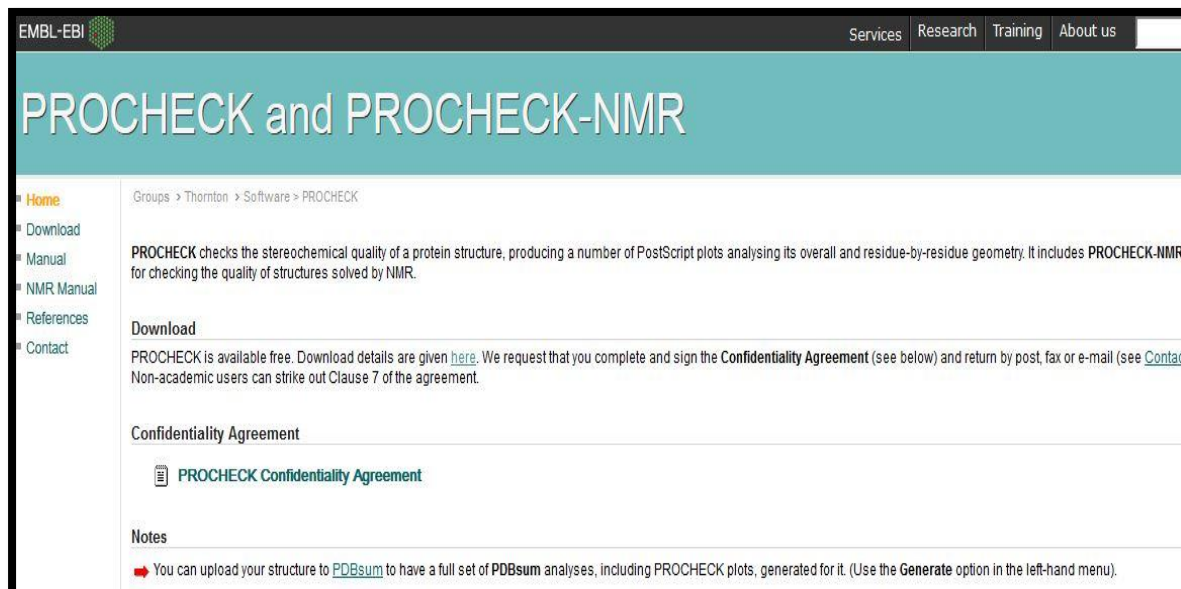 EMBL-EBI
Services Research Training About us
PROCHECK and PROCHECK-NMR
Home
Download
Manual
NMR Manual
References
Contact
Groups > Thornton > Software > PROCHECK
PROCHECK checks the stereochemical quality of a protein structure, producing a number of PostScript plots analysing its overall and residue-by-residue geometry. It includes PROCHECK-NMR
for checking the quality of structures solved by NMR.
Download
PROCHECK is available free. Download details are given here. We request that you complete and sign the Confidentiality Agreement (see below) and return by post, fax or e-mail (see Contac
Non-academic users can strike out Clause 7 of the agreement.
Confidentiality Agreement
PROCHECK Confidentiality Agreement
Notes
You can upload your structure to PDBsum to have a full set of PDBsum analyses, including PROCHECK plots, generated for it. (Use the Generate option in the left-hand menu).